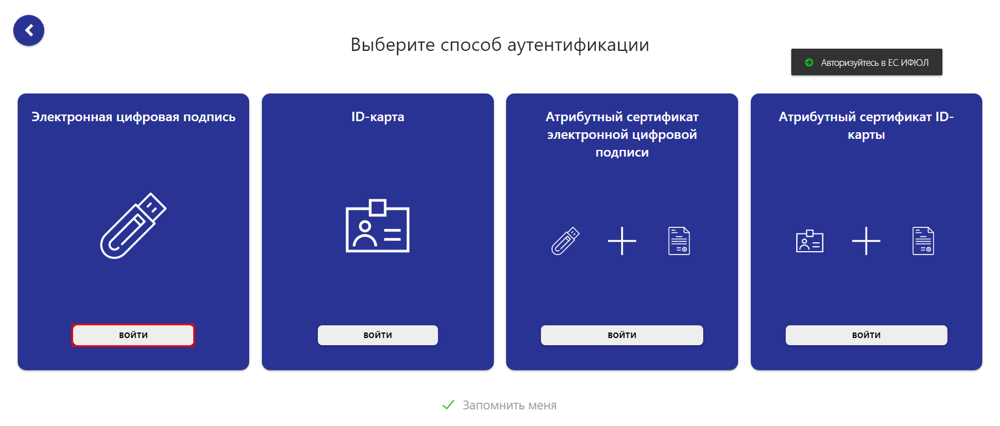 Выберите способ аутентификации
Авторизуйтесь в ЕС ИФЮЛ
Электронная цифровая подпись
ВОЙТИ
ID-карта
ВОЙТИ
Атрибутный сертификат
электронной цифровой
подписи
ВОЙТИ
Атрибутный сертификат ID-
карты
ВОЙТИ
Запомнить меня